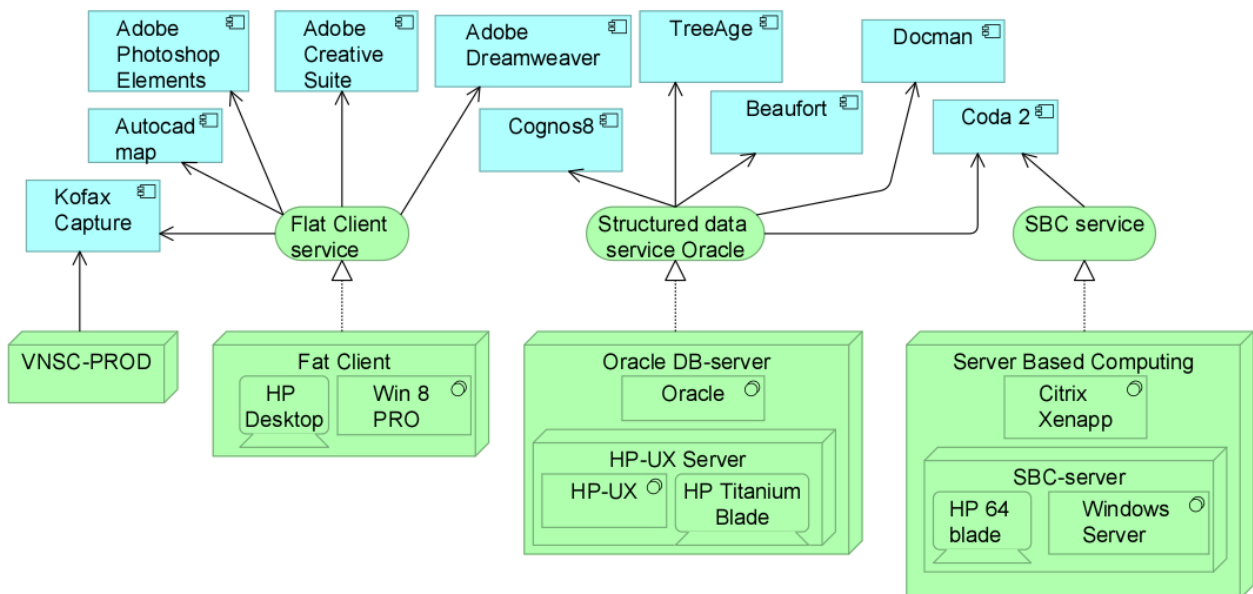 Adobe
Photoshop
Elements
Adobe
Creative
Suite
Adobe
Dreamweaver
TreeAge
Docman
Autocad
map
Cognos8
Beaufort
Coda 2
Kofax
Capture
Flat Client
service
Structured data
service Oracle
SBC service
VNSC-PROD
Fat Client
HP
Desktop
Win 8
PRO
Oracle DB-server
Oracle
HP-UX Server
HP-UX
HP Titanium
Blade
Server Based Computing
Citrix
Xenapp
SBC-server
HP 64
blade
Windows
Server